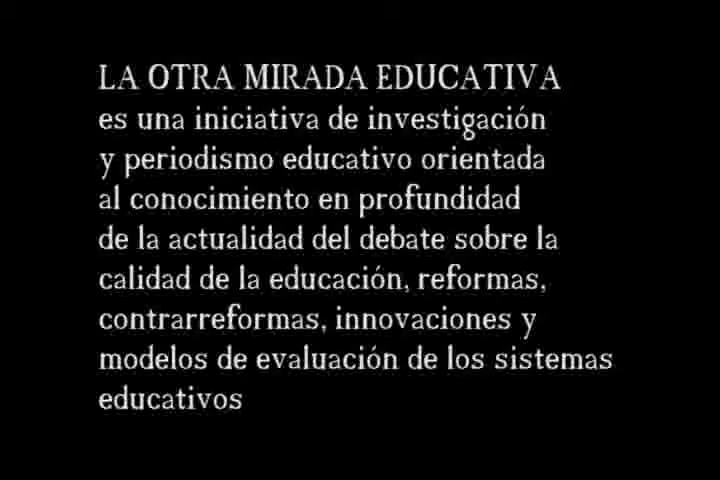 LA OTRA MIRADA EDUCATIVA
es una iniciativa de investigación
y periodismo educativo orientada
al conocimiento en profundidad
de la actualidad del debate sobre la
calidad de la educación, reformas,
contrarreformas, innovaciones y
modelos de evaluación de los sistemas
educativos